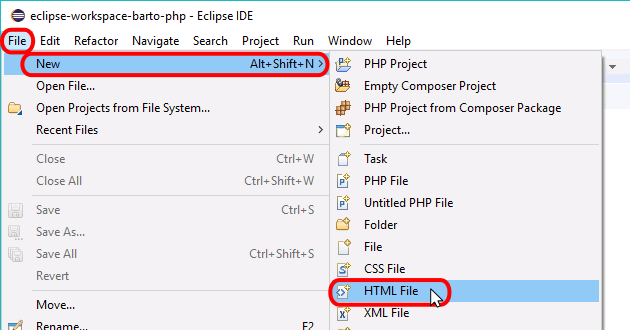 eclipse-workspace-barto-php - Eclipse IDE
File Edit Refactor Navigate Search Project Run Window Help
New Alt+Shift+N >
Open File...
Open Projects from File System...
Recent Files >
Close Ctrl+W
Close All Ctrl+Shift+W
Save Ctrl+S
Save As...
Save All Ctrl+Shift+S
Revert
Move...
Rename... F2
PHP Project
Empty Composer Project
PHP Project from Composer Package
Project...
Task
PHP File
Untitled PHP File
Folder
File
CSS File
HTML File
XML File